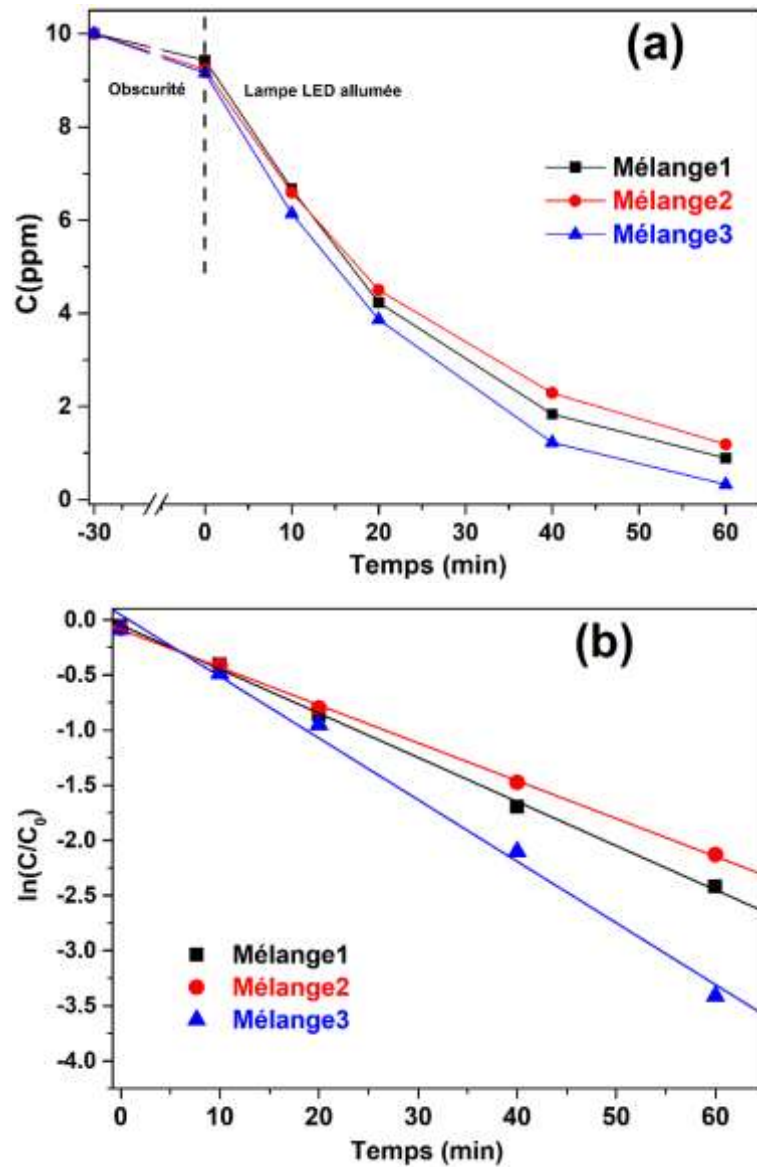 (a)
Obscurité
Lampe LED allumée
Mélange1
Mélange2
Mélange3
C(ppm)
10
8
6
4
2
0
-30 0 10 20 30 40 50 60
Temps (min)
(b)
ln(C/C₀)
0.0
-0.5
-1.0
-1.5
-2.0
-2.5
-3.0
-3.5
-4.0
Mélange1
Mélange2
Mélange3
0 10 20 30 40 50 60
Temps (min)